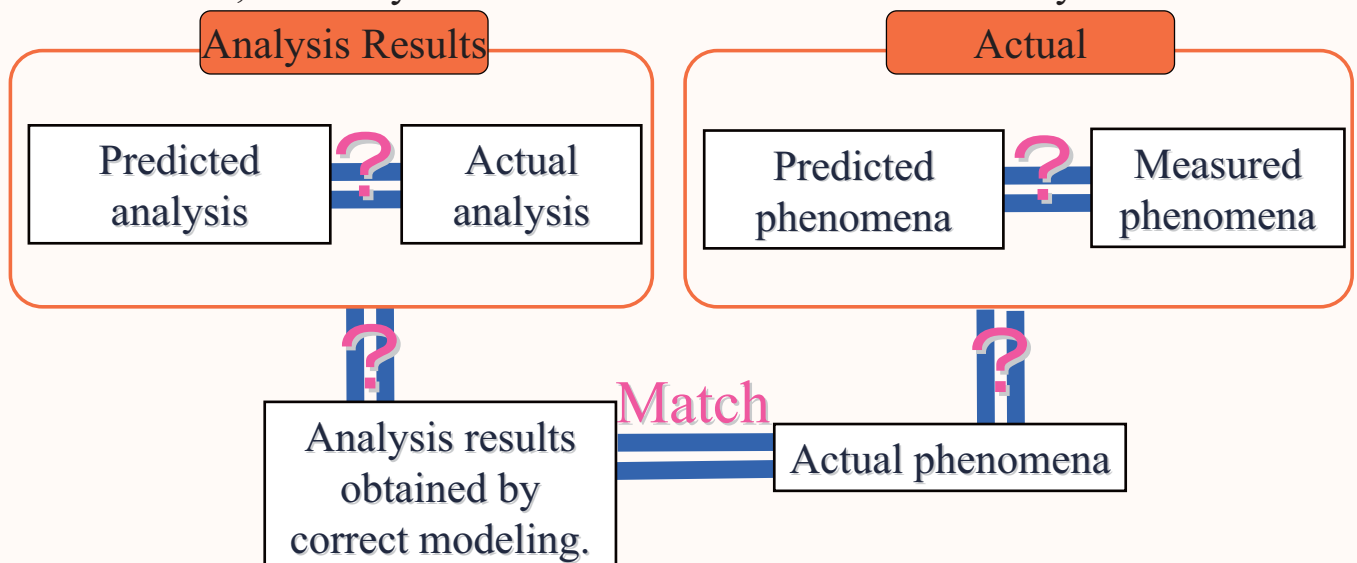 Analysis Results
Actual
Predicted
analysis
?
Actual
analysis
Predicted
phenomena
?
Measured
phenomena
?
?
Match
Analysis results
obtained by
correct modeling.
Actual phenomena